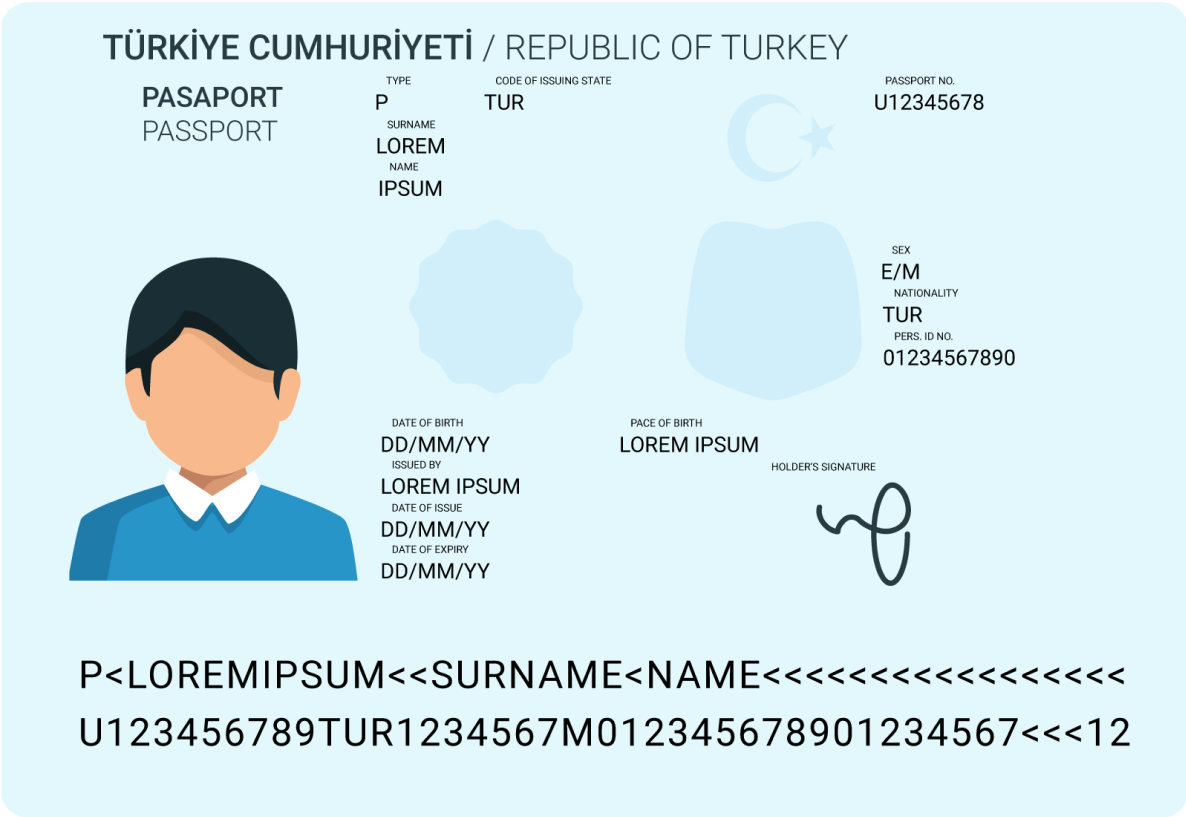 TÜRKİYE CUMHURİYETİ / REPUBLIC OF TURKEY
PASAPORT
PASSPORT
TYPE
P
CODE OF ISSUING STATE
TUR
PASSPORT NO.
U12345678
SURNAME
LOREM
NAME
IPSUM
SEX
E/M
NATIONALITY
TUR
PERS. ID NO.
01234567890
DATE OF BIRTH
DD/MM/YY
PACE OF BIRTH
LOREM IPSUM
ISSUED BY
LOREM IPSUM
HOLDER'S SIGNATURE
DATE OF ISSUE
DD/MM/YY
DATE OF EXPIRY
DD/MM/YY
P<LOREMIPSUM<<SURNAME<NAME<<<<<<<<<<<<<<<<<
U123456789TUR1234567M012345678901234567<<<12